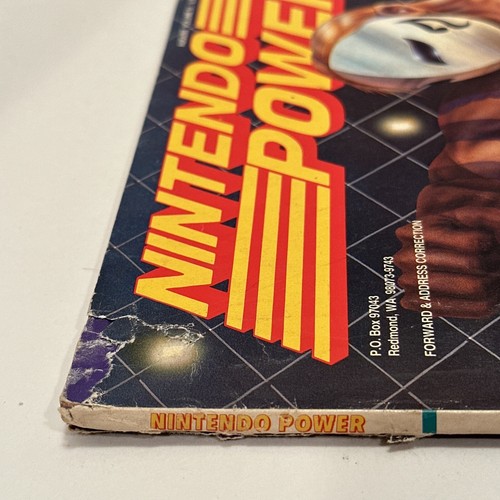 NINTENDO
POWER
P.O. Box 97043
Redmond, WA 98073-9743
FORWARD & ADDRESS CORRECTION
NINTENDO POWER